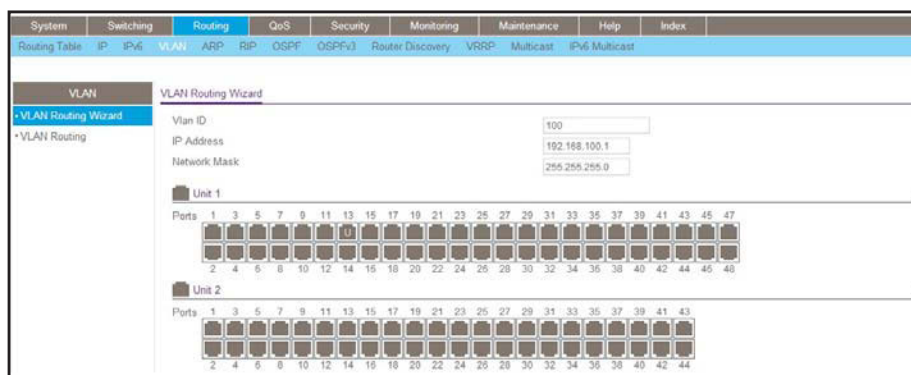 System Switching Routing QoS Security Monitoring Maintenance Help Index
Routing Table IP IPv6 VLAN ARP RIP OSPF OSPFv3 Router Discovery VRRP Multicast IPv6 Multicast
VLAN
• VLAN Routing Wizard
• VLAN Routing
VLAN Routing Wizard
Vlan ID 100
IP Address 192.168.100.1
Network Mask 255.255.255.0
Unit 1
Ports 1 3 5 7 9 11 13 15 17 19 21 23 25 27 29 31 33 35 37 39 41 43 45 47
U
2 4 6 8 10 12 14 16 18 20 22 24 26 28 30 32 34 36 38 40 42 44 46 48
Unit 2
Ports 1 3 5 7 9 11 13 15 17 19 21 23 25 27 29 31 33 35 37 39 41 43
2 4 6 8 10 12 14 16 18 20 22 24 26 28 30 32 34 36 38 40 42 44